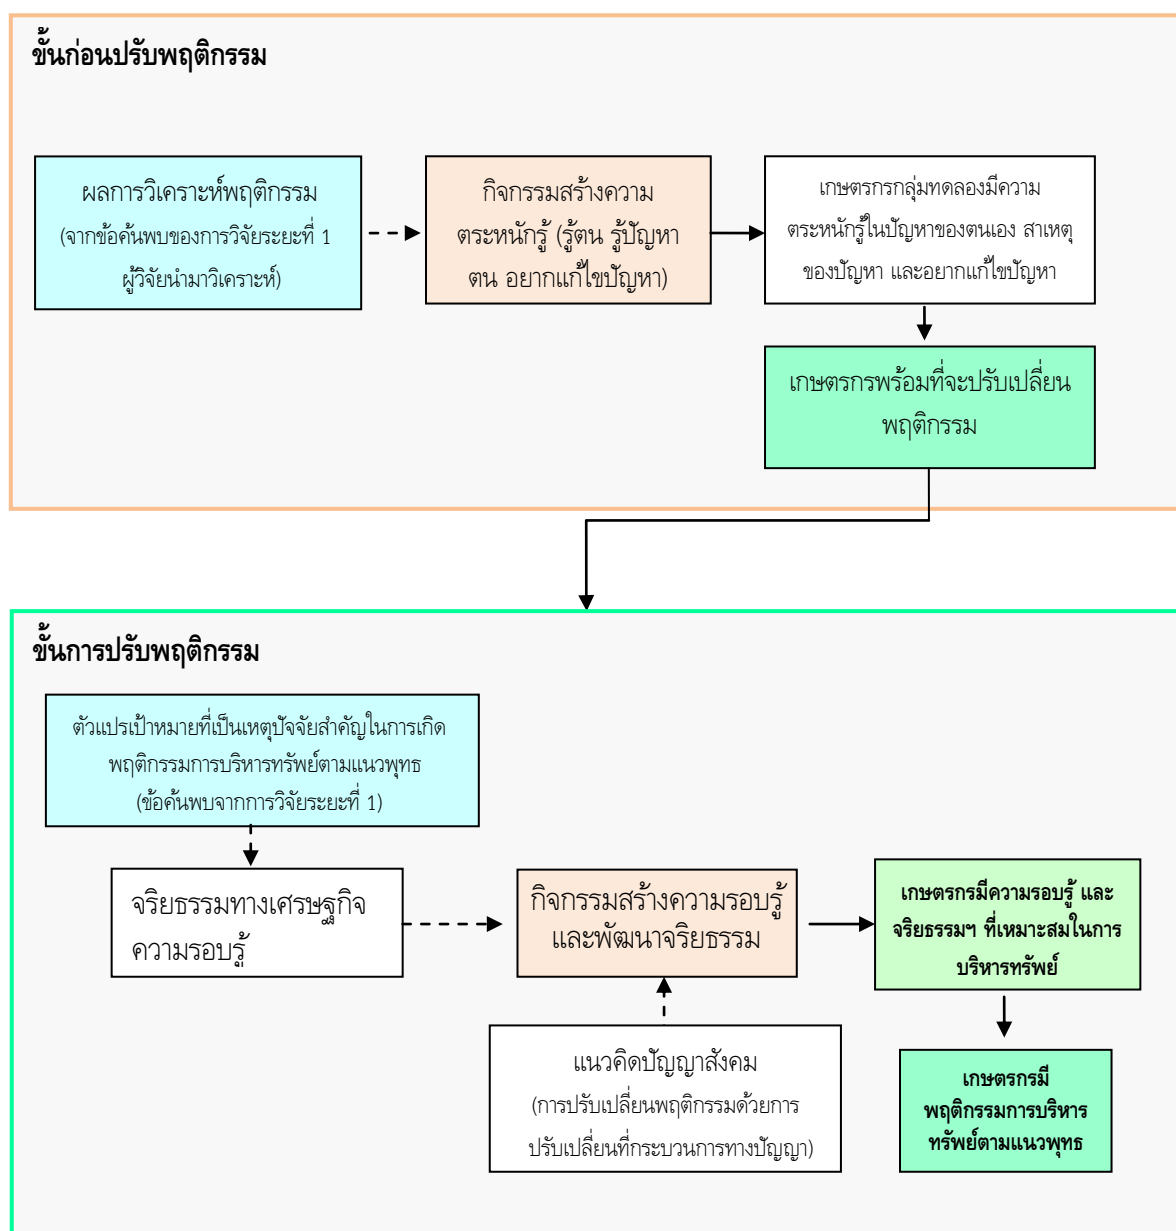 ขั้นก่อนปรับพฤติกรรม
ผลการวิเคราะห์พฤติกรรม
(จากข้อค้นพบของการวิจัยระยะที่ 1
ผู้วิจัยนำมาวิเคราะห์)
กิจกรรมสร้างความ
ตระหนักรู้ (รู้ตน รู้ปัญหา
ตน อยากแก้ไขปัญหา)
เกษตรกรกลุ่มทดลองมีความ
ตระหนักรู้ในปัญหาของตนเอง สาเหตุ
ของปัญหา และอยากแก้ไขปัญหา
เกษตรกรพร้อมที่จะปรับเปลี่ยน
พฤติกรรม
ขั้นการปรับพฤติกรรม
ตัวแปรเป้าหมายที่เป็นเหตุปัจจัยสำคัญในการเกิด
พฤติกรรมการบริหารทรัพย์ตามแนวพุทธ
(ข้อค้นพบจากการวิจัยระยะที่ 1)
จริยธรรมทางเศรษฐกิจ
ความรอบรู้
กิจกรรมสร้างความรอบรู้
และพัฒนาจริยธรรม
เกษตรกรมีความรอบรู้ และ
จริยธรรมฯ ที่เหมาะสมในการ
บริหารทรัพย์
แนวคิดปัญญาสังคม
(การปรับเปลี่ยนพฤติกรรมด้วยการ
ปรับเปลี่ยนที่กระบวนการทางปัญญา)
เกษตรกรมี
พฤติกรรมการบริหาร
ทรัพย์ตามแนวพุทธ